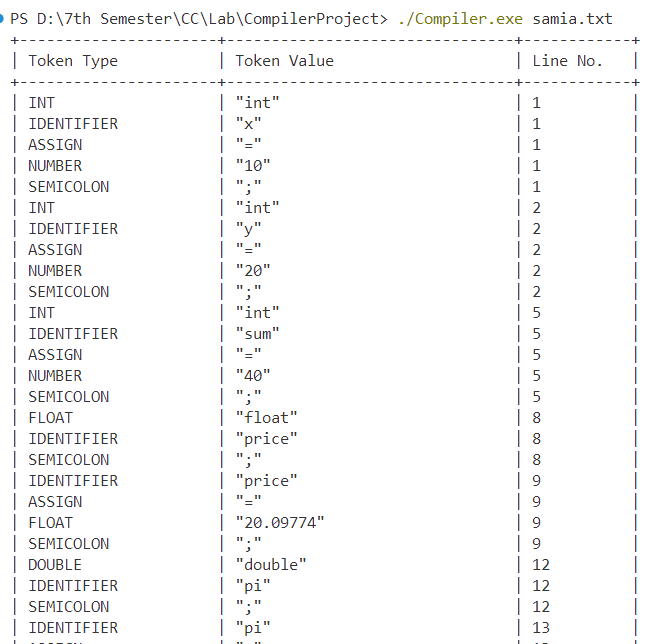 PS D:\7th Semester\CC\Lab\CompilerProject> ./Compiler.exe samia.txt
+----------------------+--------------------------------+------------+
| Token Type | Token Value | Line No. |
+----------------------+--------------------------------+------------+
| INT | "int" | 1 |
| IDENTIFIER | "x" | 1 |
| ASSIGN | "=" | 1 |
| NUMBER | "10" | 1 |
| SEMICOLON | ";" | 1 |
| INT | "int" | 2 |
| IDENTIFIER | "y" | 2 |
| ASSIGN | "=" | 2 |
| NUMBER | "20" | 2 |
| SEMICOLON | ";" | 2 |
| INT | "int" | 5 |
| IDENTIFIER | "sum" | 5 |
| ASSIGN | "=" | 5 |
| NUMBER | "40" | 5 |
| SEMICOLON | ";" | 5 |
| FLOAT | "float" | 8 |
| IDENTIFIER | "price" | 8 |
| SEMICOLON | ";" | 8 |
| IDENTIFIER | "price" | 9 |
| ASSIGN | "=" | 9 |
| FLOAT | "20.09774" | 9 |
| SEMICOLON | ";" | 9 |
| DOUBLE | "double" | 12 |
| IDENTIFIER | "pi" | 12 |
| SEMICOLON | ";" | 12 |
| IDENTIFIER | "pi" | 13 |